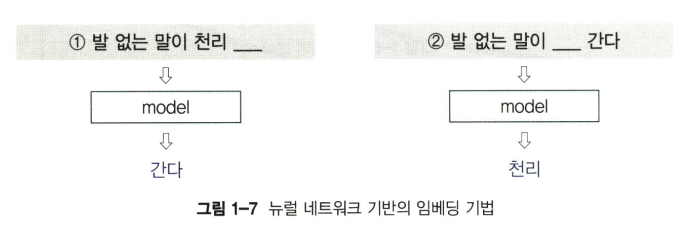 ① 발 없는 말이 천리 ___
② 발 없는 말이 ___ 간다
model
model
간다
천리
그림 1-7 뉴럴 네트워크 기반의 임베딩 기법